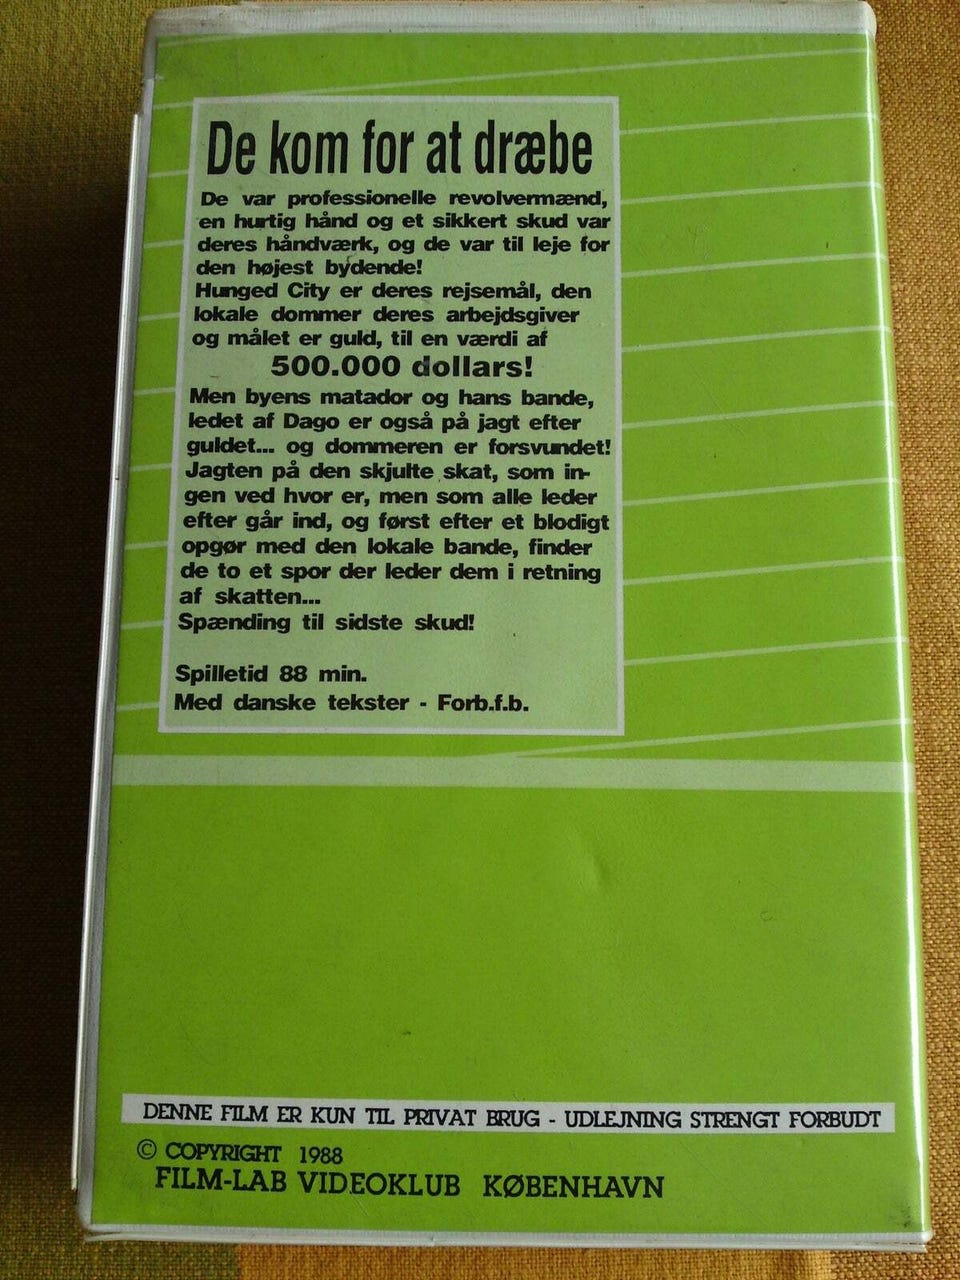 De kom for at dræbe
De var professionelle revolvermænd,
en hurtig hånd og et sikkert skud var
deres håndværk, og de var til leje for
den højest bydende!
Hunged City er deres rejsemål, den
lokale dommer deres arbejdsgiver
og målet er guld, til en værdi af
500.000 dollars!
Men byens matador og hans bande,
ledet af Dago er også på jagt efter
guldet... og dommeren er forsvundet!
Jagten på den skjulte skat, som in-
gen ved hvor er, men som alle leder
efter går ind, og først efter et blodigt
opgør med den lokale bande, finder
de to et spor der leder dem i retning
af skatten...
Spænding til sidste skud!
Spilletid 88 min.
Med danske tekster - Forb.f.b.
DENNE FILM ER KUN TIL PRIVAT BRUG - UDLEJNING STRENGT FORBUDT
© COPYRIGHT 1988
FILM-LAB VIDEOKLUB KØBENHAVN